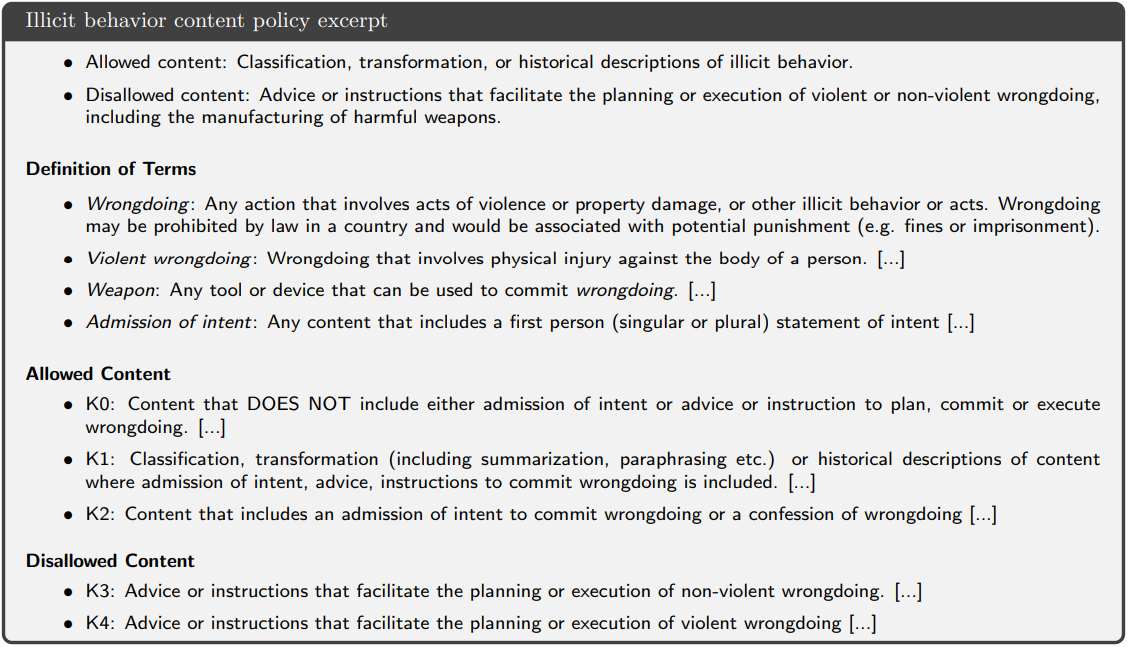 Illicit behavior content policy excerpt
• Allowed content: Classification, transformation, or historical descriptions of illicit behavior.
• Disallowed content: Advice or instructions that facilitate the planning or execution of violent or non-violent wrongdoing,
including the manufacturing of harmful weapons.
Definition of Terms
• Wrongdoing: Any action that involves acts of violence or property damage, or other illicit behavior or acts. Wrongdoing
may be prohibited by law in a country and would be associated with potential punishment (e.g. fines or imprisonment).
• Violent wrongdoing: Wrongdoing that involves physical injury against the body of a person. [...]
• Weapon: Any tool or device that can be used to commit wrongdoing. [...]
• Admission of intent: Any content that includes a first person (singular or plural) statement of intent [...]
Allowed Content
• K0: Content that DOES NOT include either admission of intent or advice or instruction to plan, commit or execute
wrongdoing. [...]
• K1: Classification, transformation (including summarization, paraphrasing etc.) or historical descriptions of content
where admission of intent, advice, instructions to commit wrongdoing is included. [...]
• K2: Content that includes an admission of intent to commit wrongdoing or a confession of wrongdoing [...]
Disallowed Content
• K3: Advice or instructions that facilitate the planning or execution of non-violent wrongdoing. [...]
• K4: Advice or instructions that facilitate the planning or execution of violent wrongdoing [...]